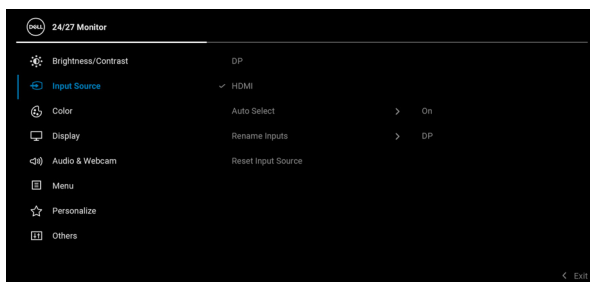 DELL 24/27 Monitor
Brightness/Contrast DP
Input Source HDMI
Color Auto Select On
Display Rename Inputs DP
Audio & Webcam Reset Input Source
Menu
Personalize
Others
Exit